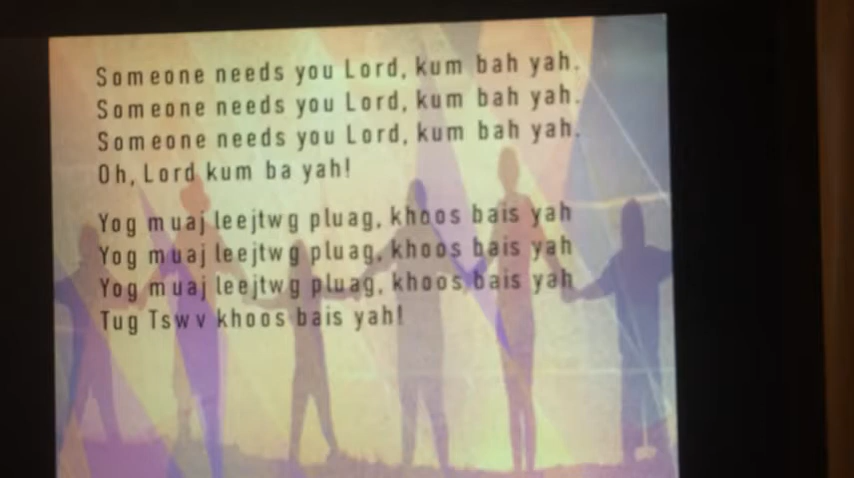 Someone needs you Lord, kum bah yah.
Someone needs you Lord, kum bah yah.
Someone needs you Lord, kum bah yah.
Oh, Lord kum ba yah!
Yog muaj leejtwg pluag, khoos bais yah
Yog muaj leejtwg pluag, khoos bais yah
Yog muaj leejtwg pluag, khoos bais yah
Tug Tswv khoos bais yah!